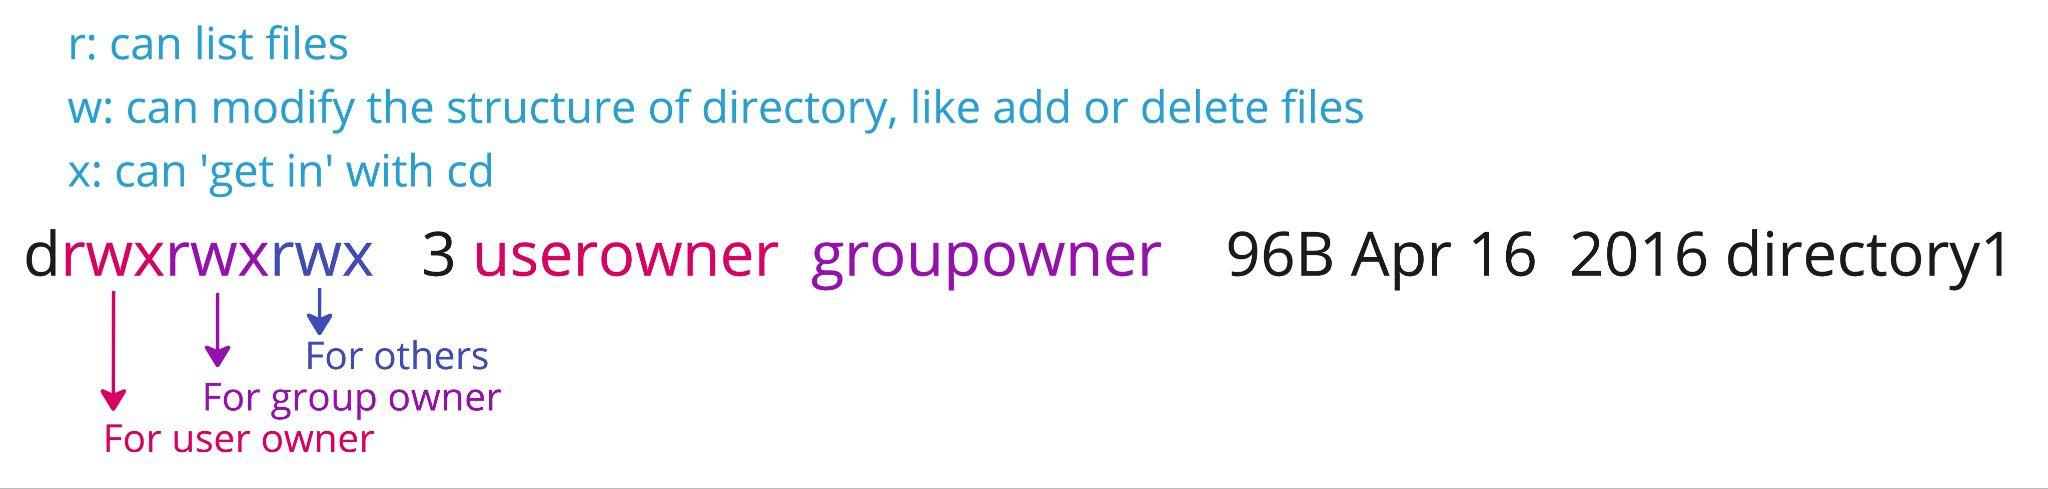 r: can list files
w: can modify the structure of directory, like add or delete files
x: can 'get in' with cd
drwxrwxrwx 3 userowner groupowner 96B Apr 16 2016 directory1
For others
For group owner
For user owner